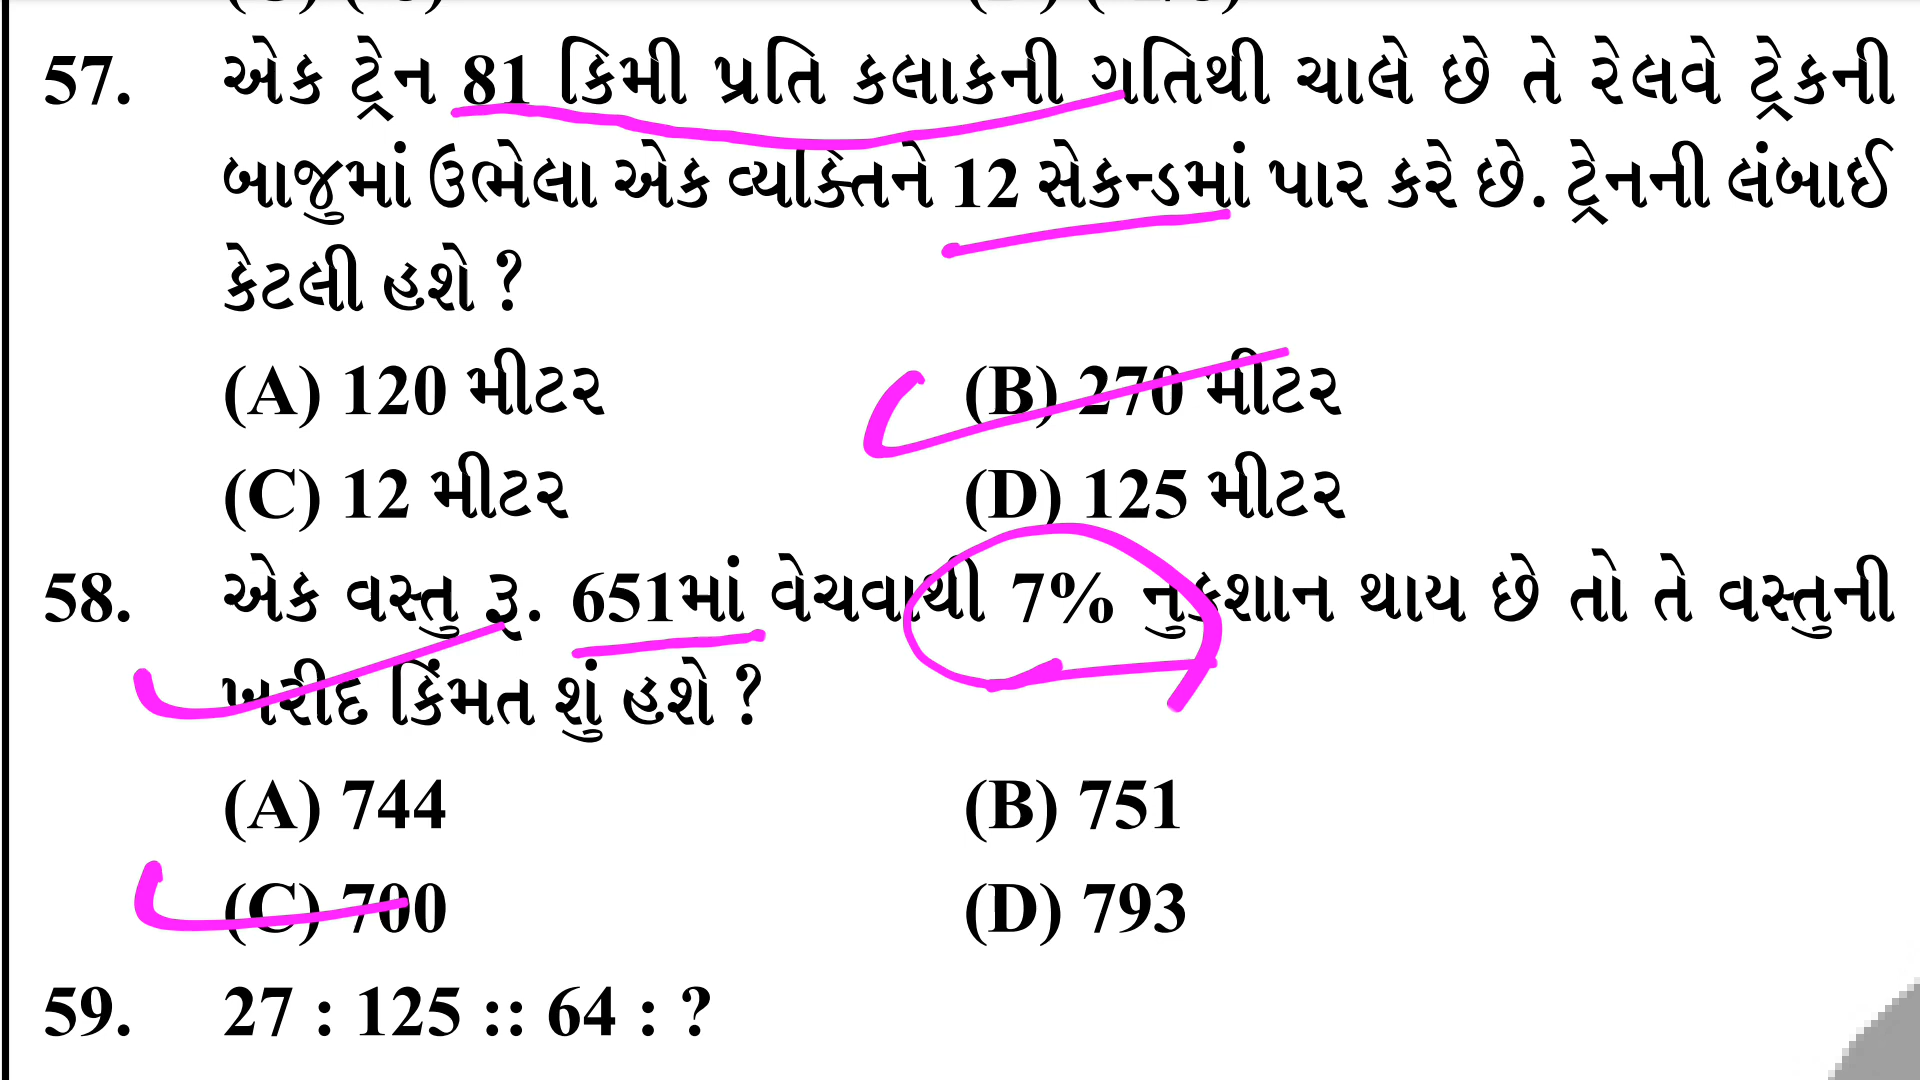 57. એક ટ્રેન 81 કિમી પ્રતિ કલાકની ગતિથી ચાલે છે તે રેલવે ટ્રેકની
બાજુમાં ઉભેલા એક વ્યક્તિને 12 સેકન્ડમાં પાર કરે છે. ટ્રેનની લંબાઈ
કેટલી હશે ?
(A) 120 મીટર (B) 270 મીટર
(C) 12 મીટર (D) 125 મીટર
58. એક વસ્તુ રૂ. 651માં વેચવાથી 7% નુકશાન થાય છે તો તે વસ્તુની
ખરીદ કિંમત શું હશે ?
(A) 744 (B) 751
(C) 700 (D) 793
59. 27 : 125 :: 64 : ?